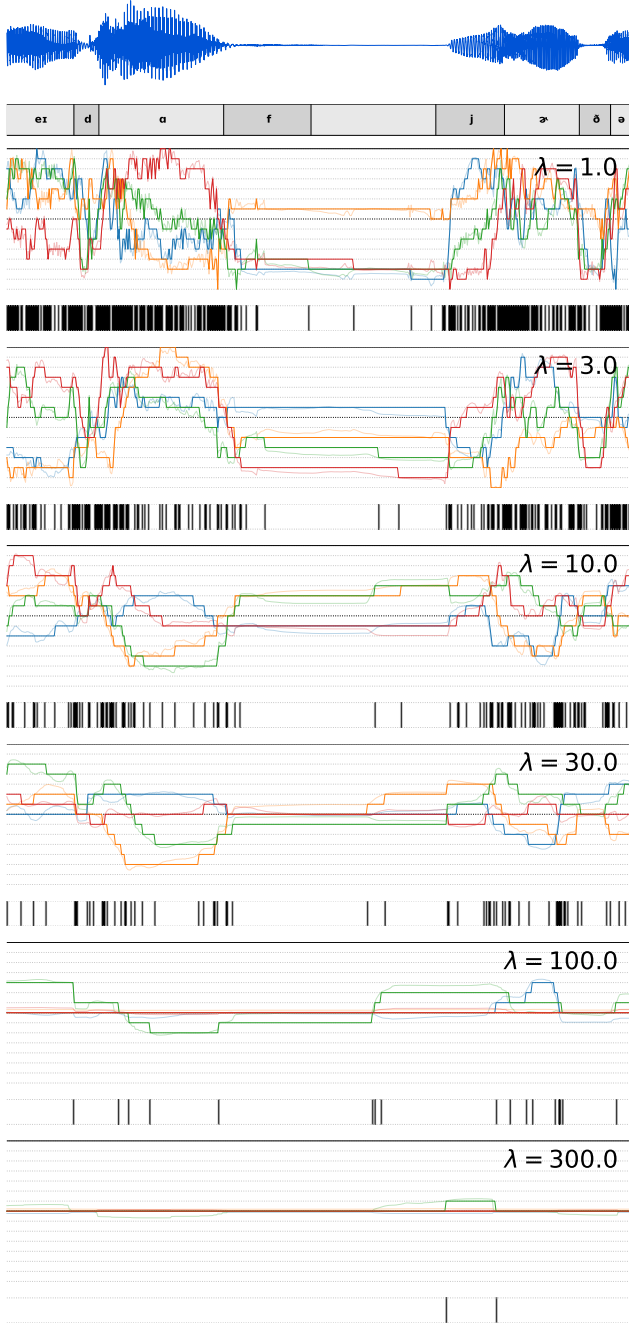 eɪ d ɑ f j ɚ ð ə
λ = 1.0
λ = 3.0
λ = 10.0
λ = 30.0
λ = 100.0
λ = 300.0